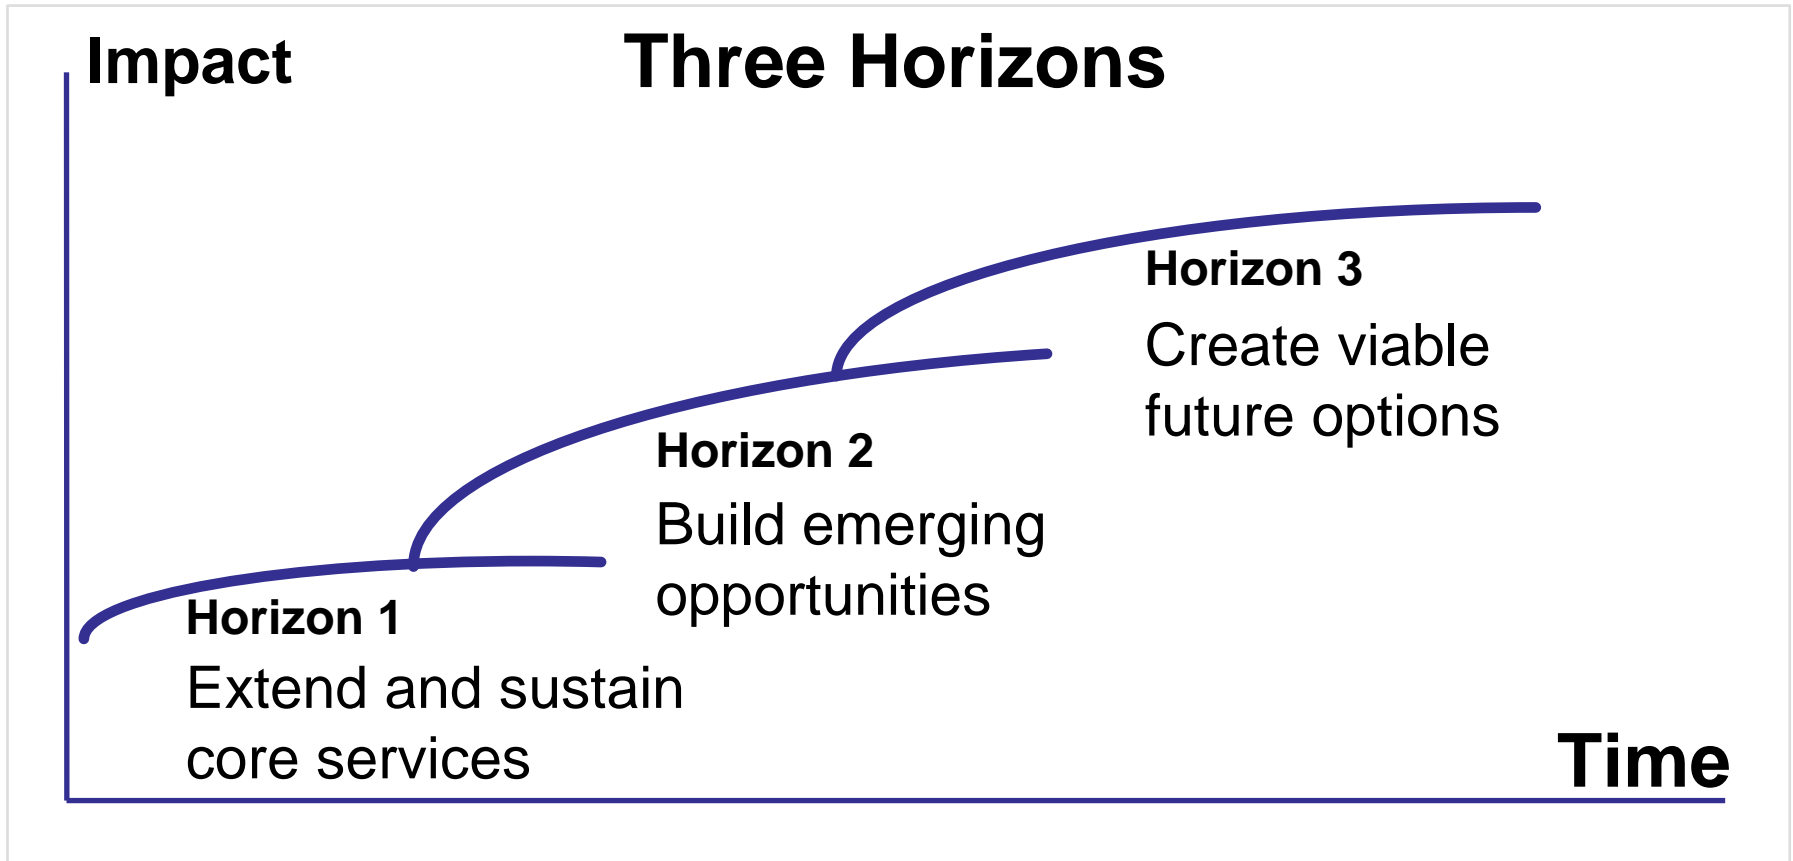 Impact
Three Horizons
Horizon 3
Create viable
future options
Horizon 2
Build emerging
opportunities
Horizon 1
Extend and sustain
core services
Time